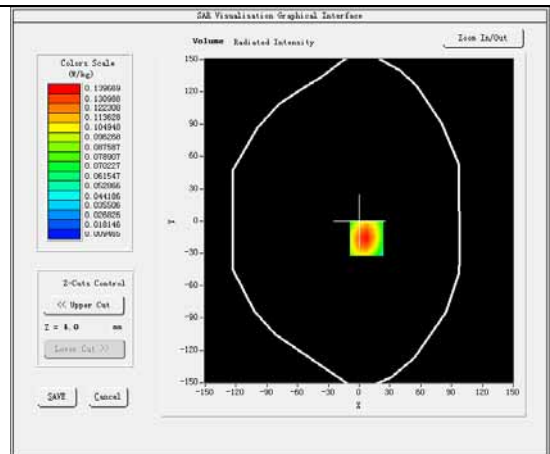 SAR Visualisation Graphical Interface
Volume Radiated Intensity
Zoom In/Out
Colors Scale
(W/kg)
0.139669
0.130988
0.122308
0.113628
0.104948
0.096268
0.087587
0.078907
0.070227
0.061547
0.052866
0.044186
0.035506
0.026826
0.018146
0.009465
Z-Cuts Control
<< Upper Cut
Z = 4.0 mm
Lower Cut >>
SAVE
Cancel
150
120
90
60
30
0
-30
-60
-90
-120
-150
Y
-150 -120 -90 -60 -30 0 30 60 90 120 150
X